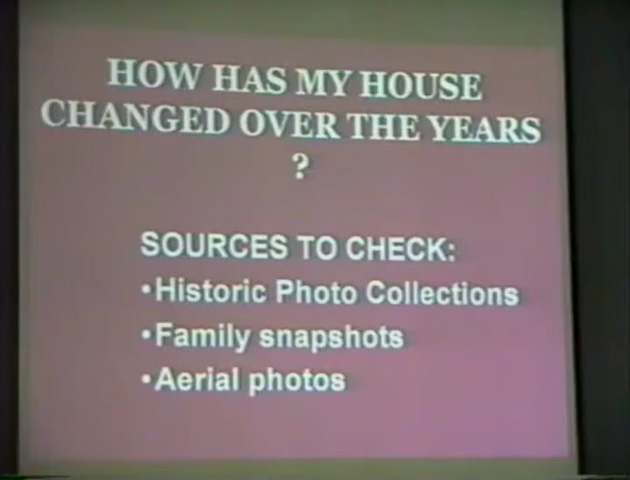 HOW HAS MY HOUSE
CHANGED OVER THE YEARS
?
SOURCES TO CHECK:
•Historic Photo Collections
•Family snapshots
•Aerial photos